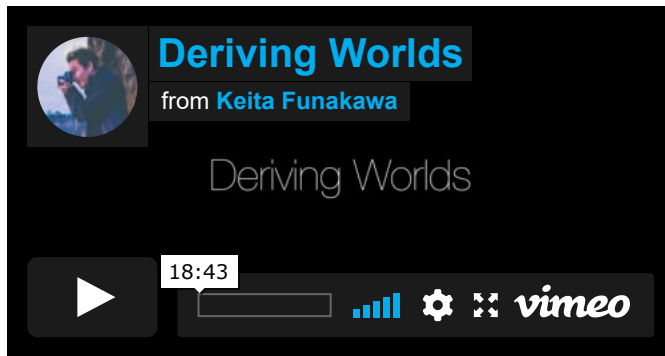 Deriving Worlds
from Keita Funakawa
Deriving Worlds
18:43
vimeo